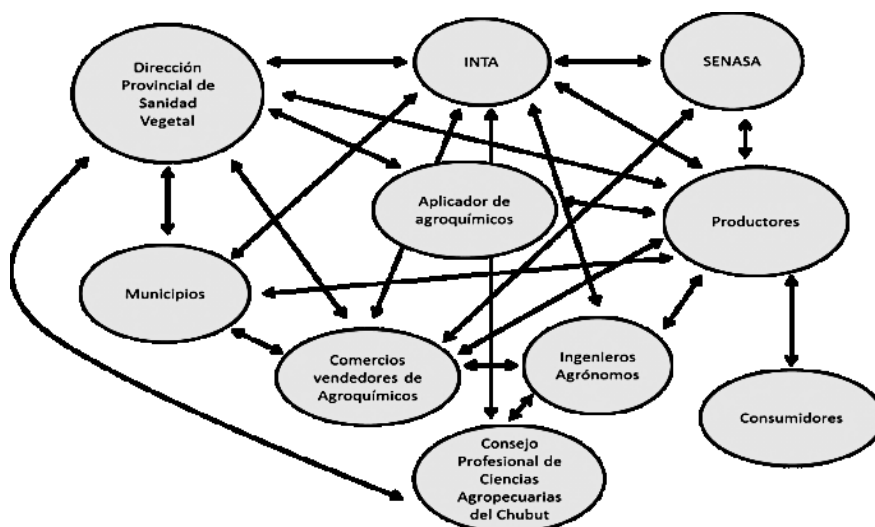 Dirección
Provincial de
Sanidad
Vegetal
INTA
SENASA
Aplicador de
agroquímicos
Productores
Municipios
Comercios
vendedores de
Agroquímicos
Ingenieros
Agrónomos
Consumidores
Consejo
Profesional de
Ciencias
Agropecuarias
del Chubut